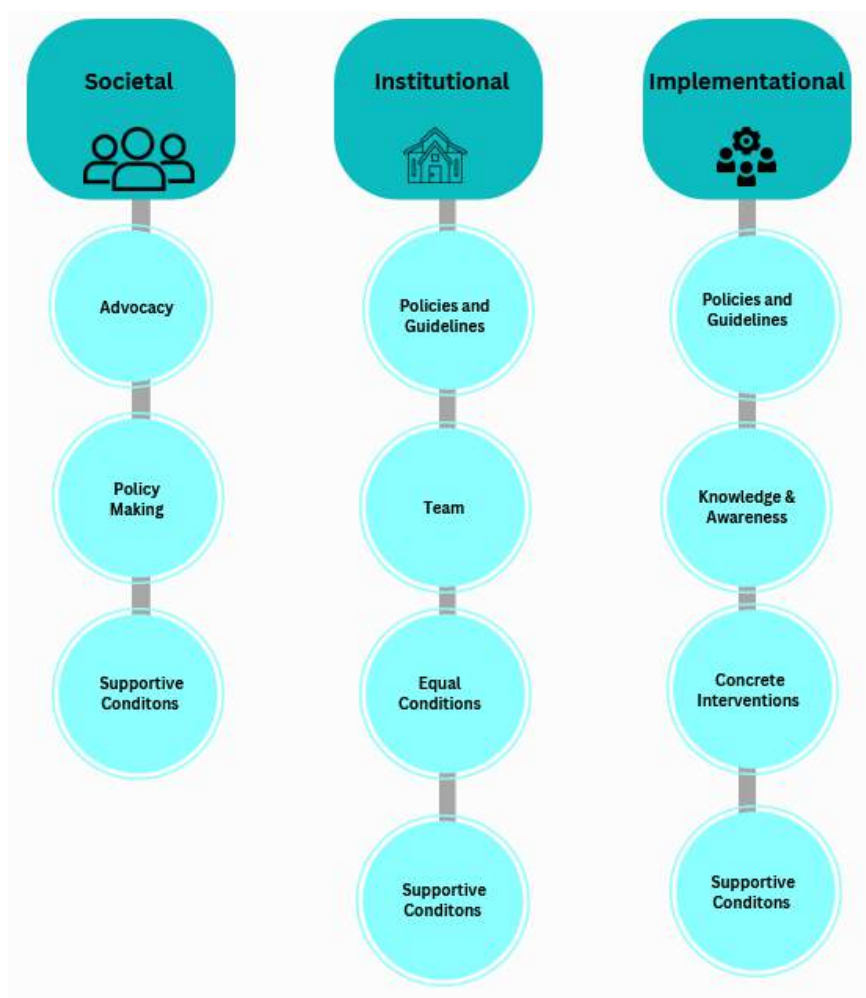 Societal
Advocacy
Policy
Making
Supportive
Conditons
Institutional
Policies and
Guidelines
Team
Equal
Conditions
Supportive
Conditons
Implementational
Policies and
Guidelines
Knowledge &
Awareness
Concrete
Interventions
Supportive
Conditons